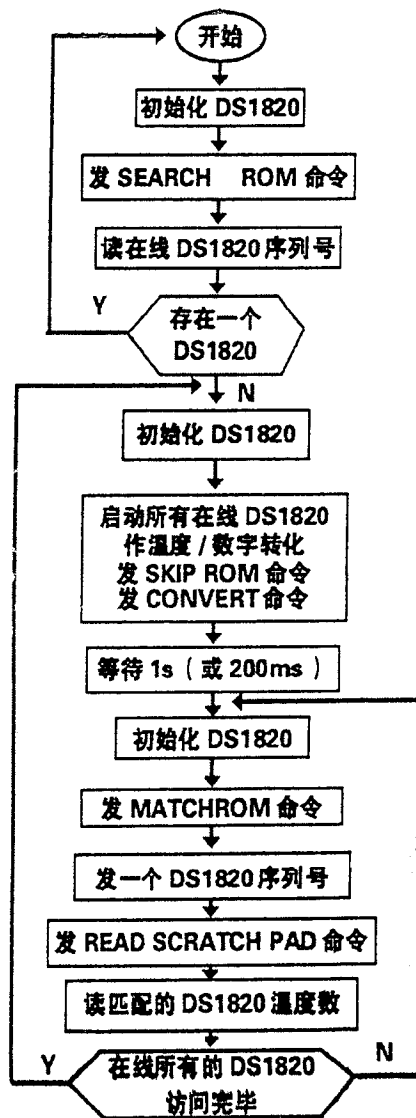 开始
初始化 DS1820
发 SEARCH ROM 命令
读在线 DS1820 序列号
Y
存在一个
DS1820
N
初始化 DS1820
启动所有在线 DS1820
作温度 / 数字转化
发 SKIP ROM 命令
发 CONVERT 命令
等待 1s ( 或 200ms )
初始化 DS1820
发 MATCHROM 命令
发一个 DS1820 序列号
发 READ SCRATCH PAD 命令
读匹配的 DS1820 温度数
Y
在线所有的 DS1820
N
访问完毕